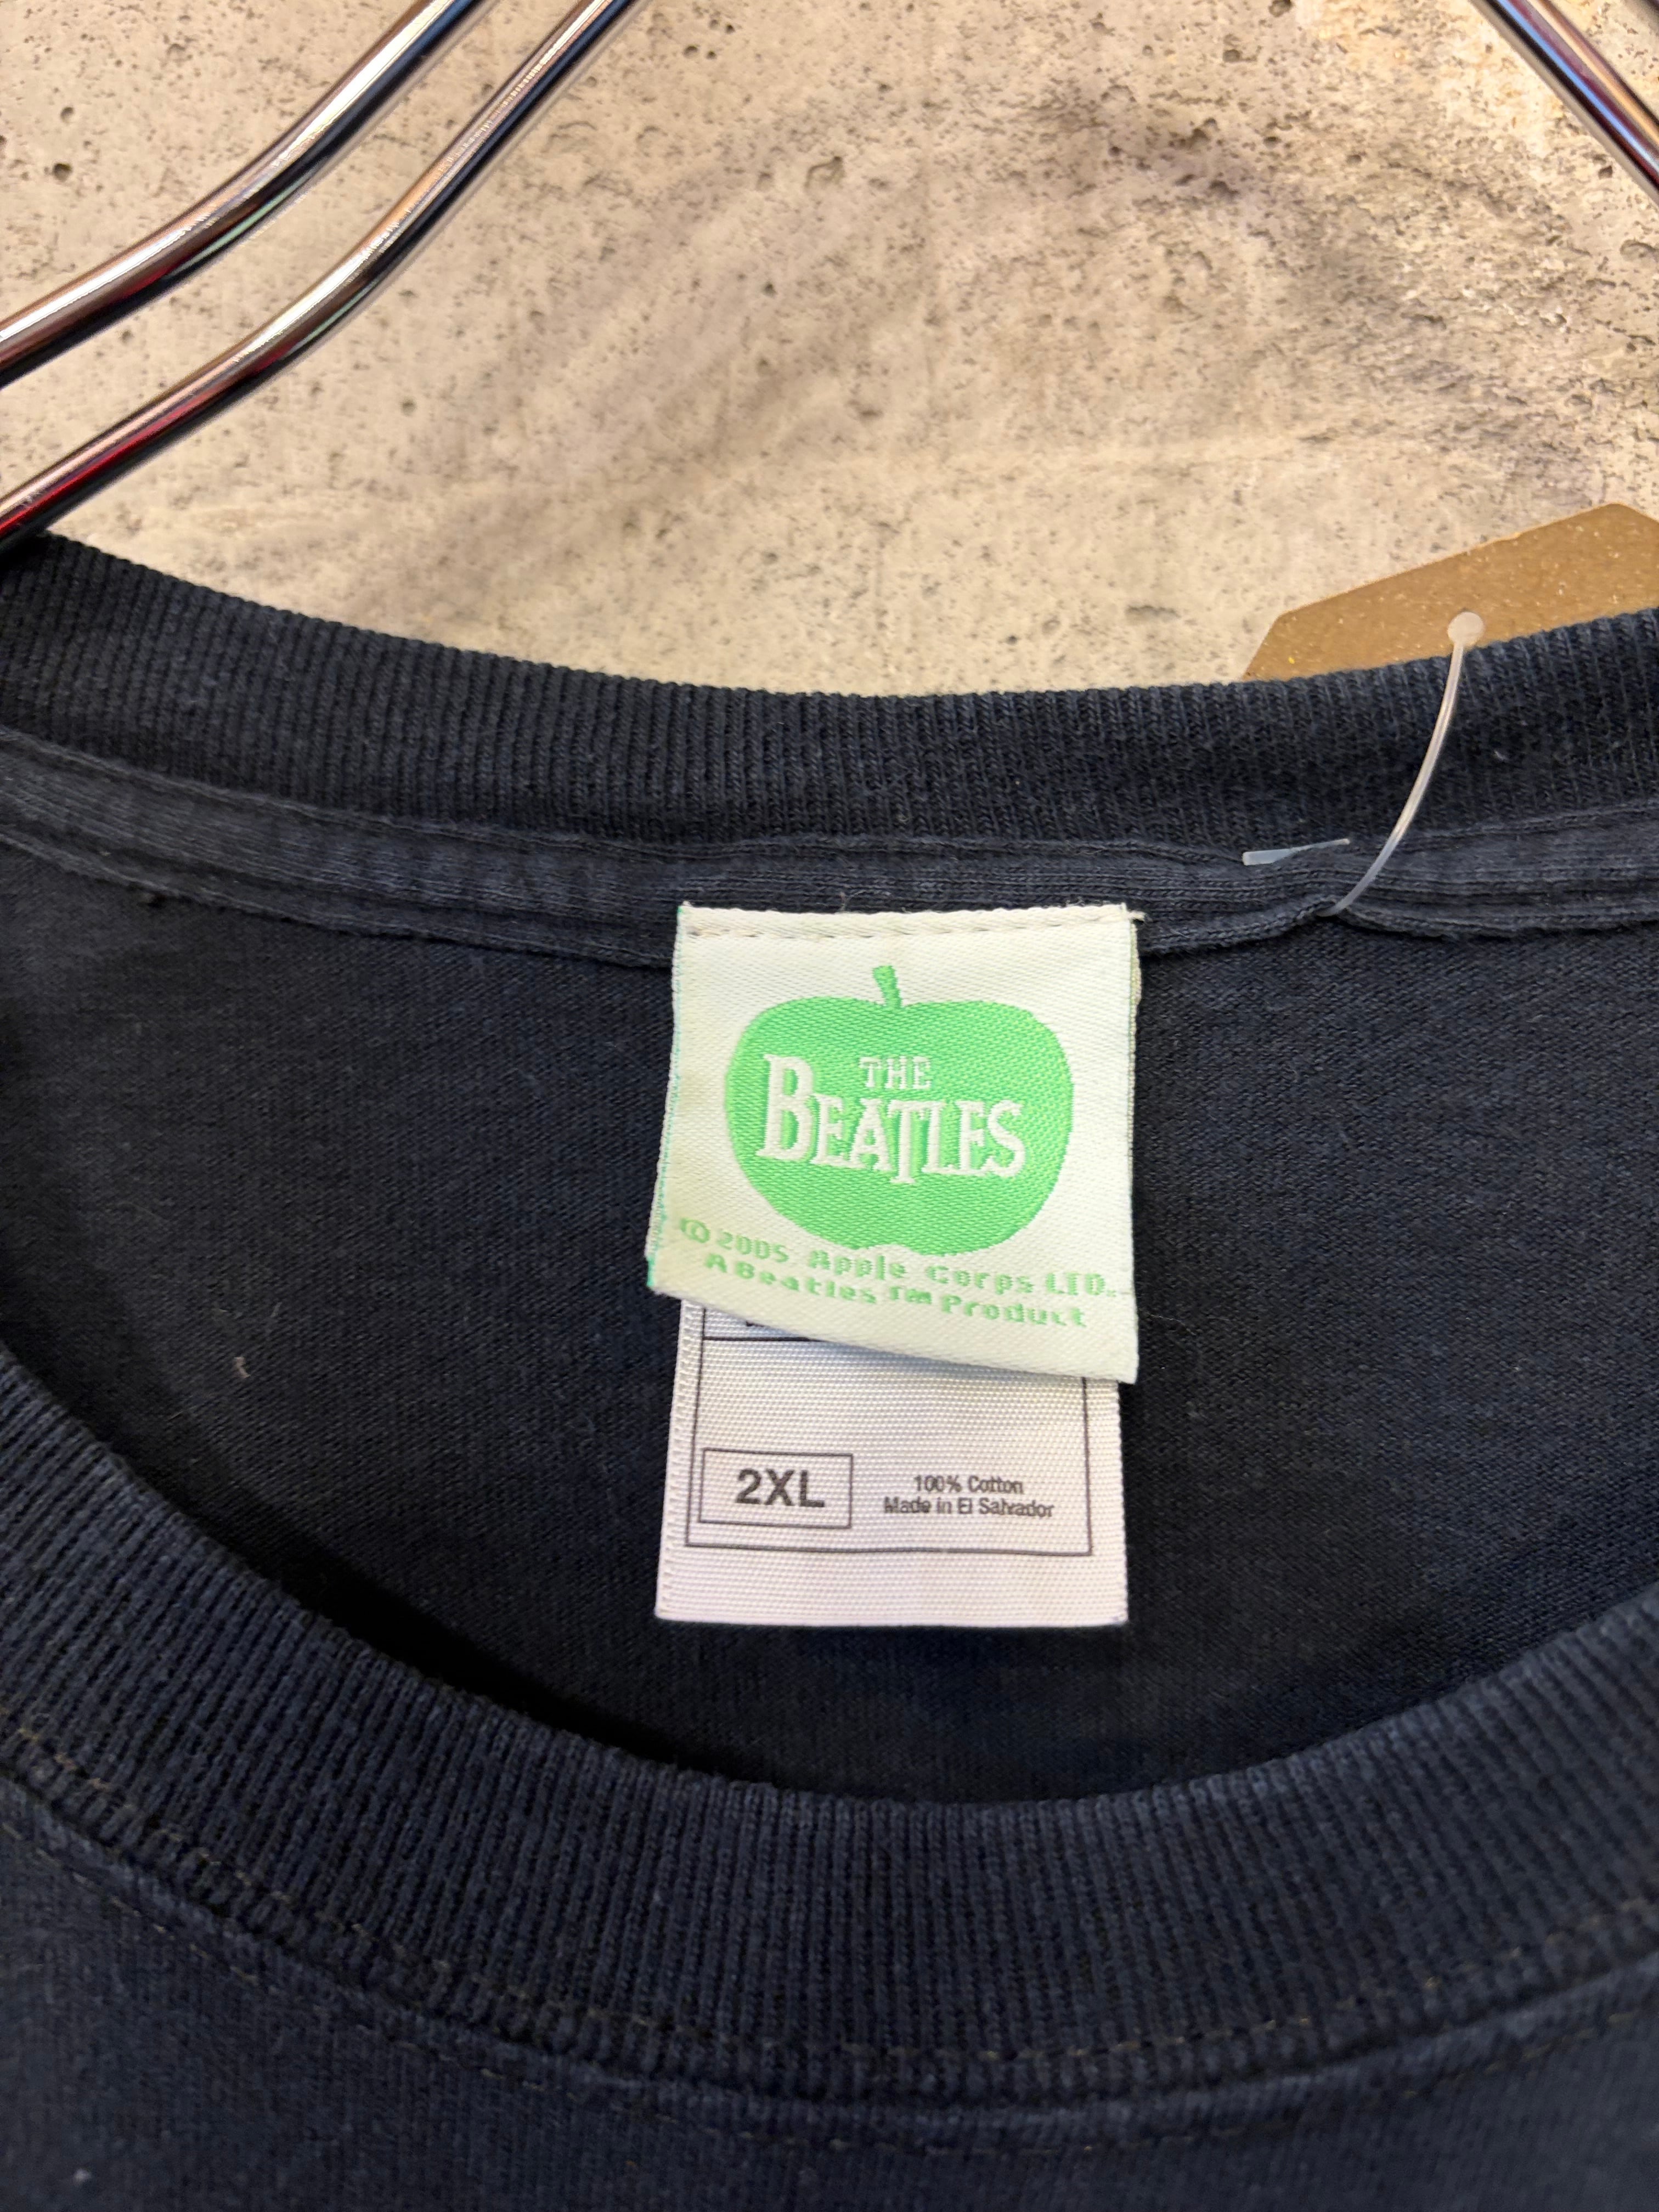 THE
BEATLES
© 2005 Apple Corps LTD.
A Beatles ™ Product
2XL
100% Cotton
Made in El Salvador